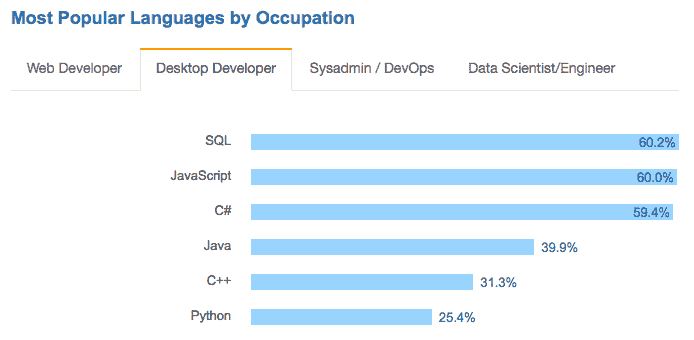 Most Popular Languages by Occupation
Web Developer Desktop Developer Sysadmin / DevOps Data Scientist/Engineer
SQL 60.2%
JavaScript 60.0%
C# 59.4%
Java 39.9%
C++ 31.3%
Python 25.4%